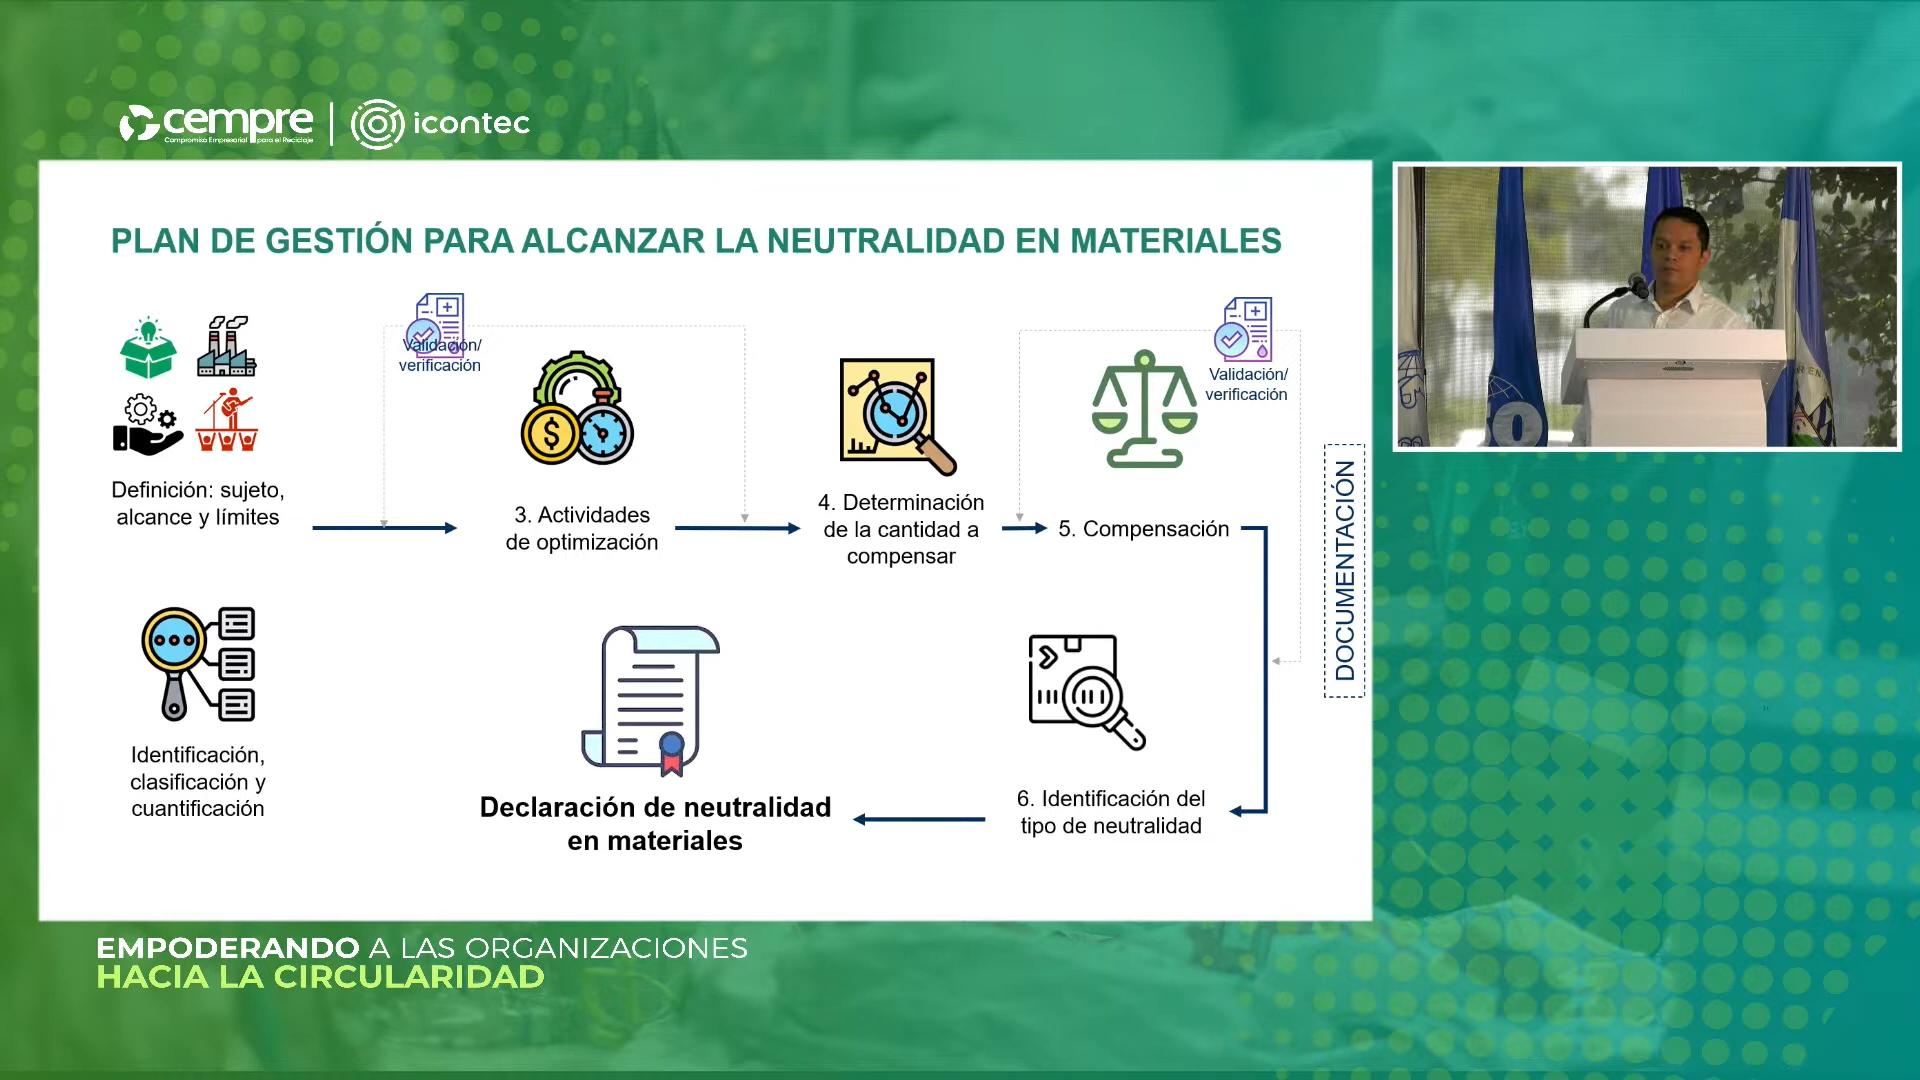 cempre
Compromiso Empresarial para el Reciclaje
icontec
PLAN DE GESTIÓN PARA ALCANZAR LA NEUTRALIDAD EN MATERIALES
Validación/
verificación
Validación/
verificación
Definición: sujeto,
alcance y límites
3. Actividades
de optimización
4. Determinación
de la cantidad a
compensar
5. Compensación
DOCUMENTACIÓN
Identificación,
clasificación y
cuantificación
Declaración de neutralidad
en materiales
6. Identificación del
tipo de neutralidad
EMPODERANDO A LAS ORGANIZACIONES
HACIA LA CIRCULARIDAD